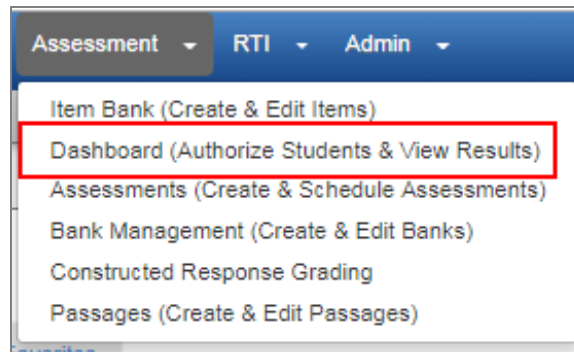 Assessment RTI Admin
Item Bank (Create & Edit Items)
Dashboard (Authorize Students & View Results)
Assessments (Create & Schedule Assessments)
Bank Management (Create & Edit Banks)
Constructed Response Grading
Passages (Create & Edit Passages)